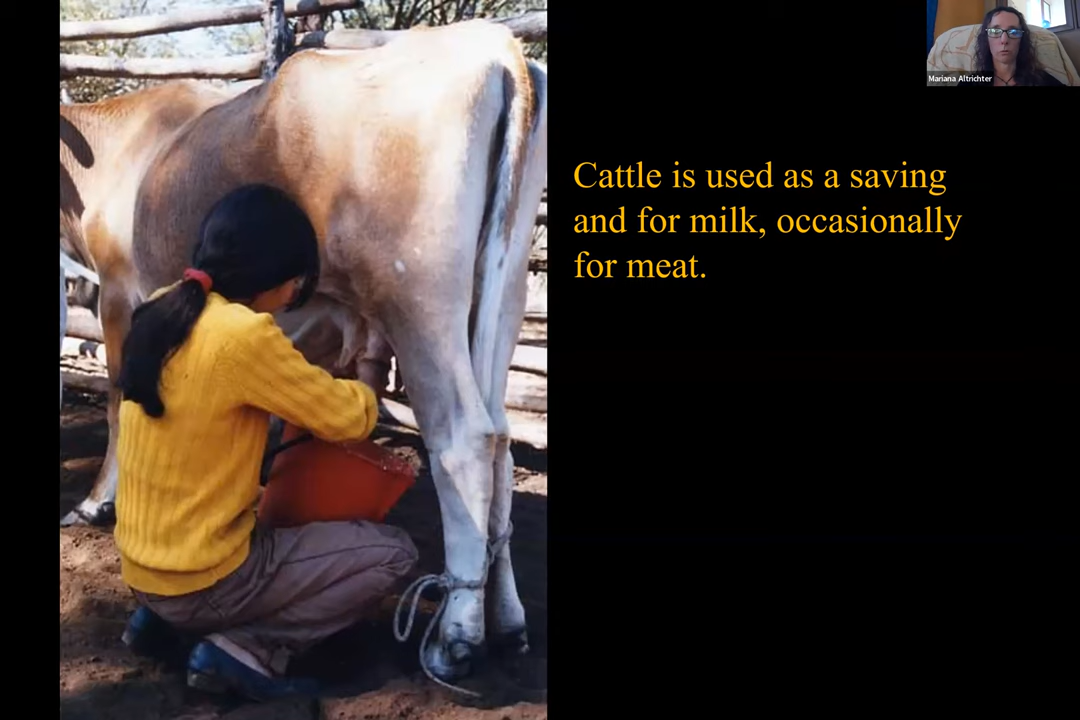 Mariana Altrichter
Cattle is used as a saving
and for milk, occasionally
for meat.